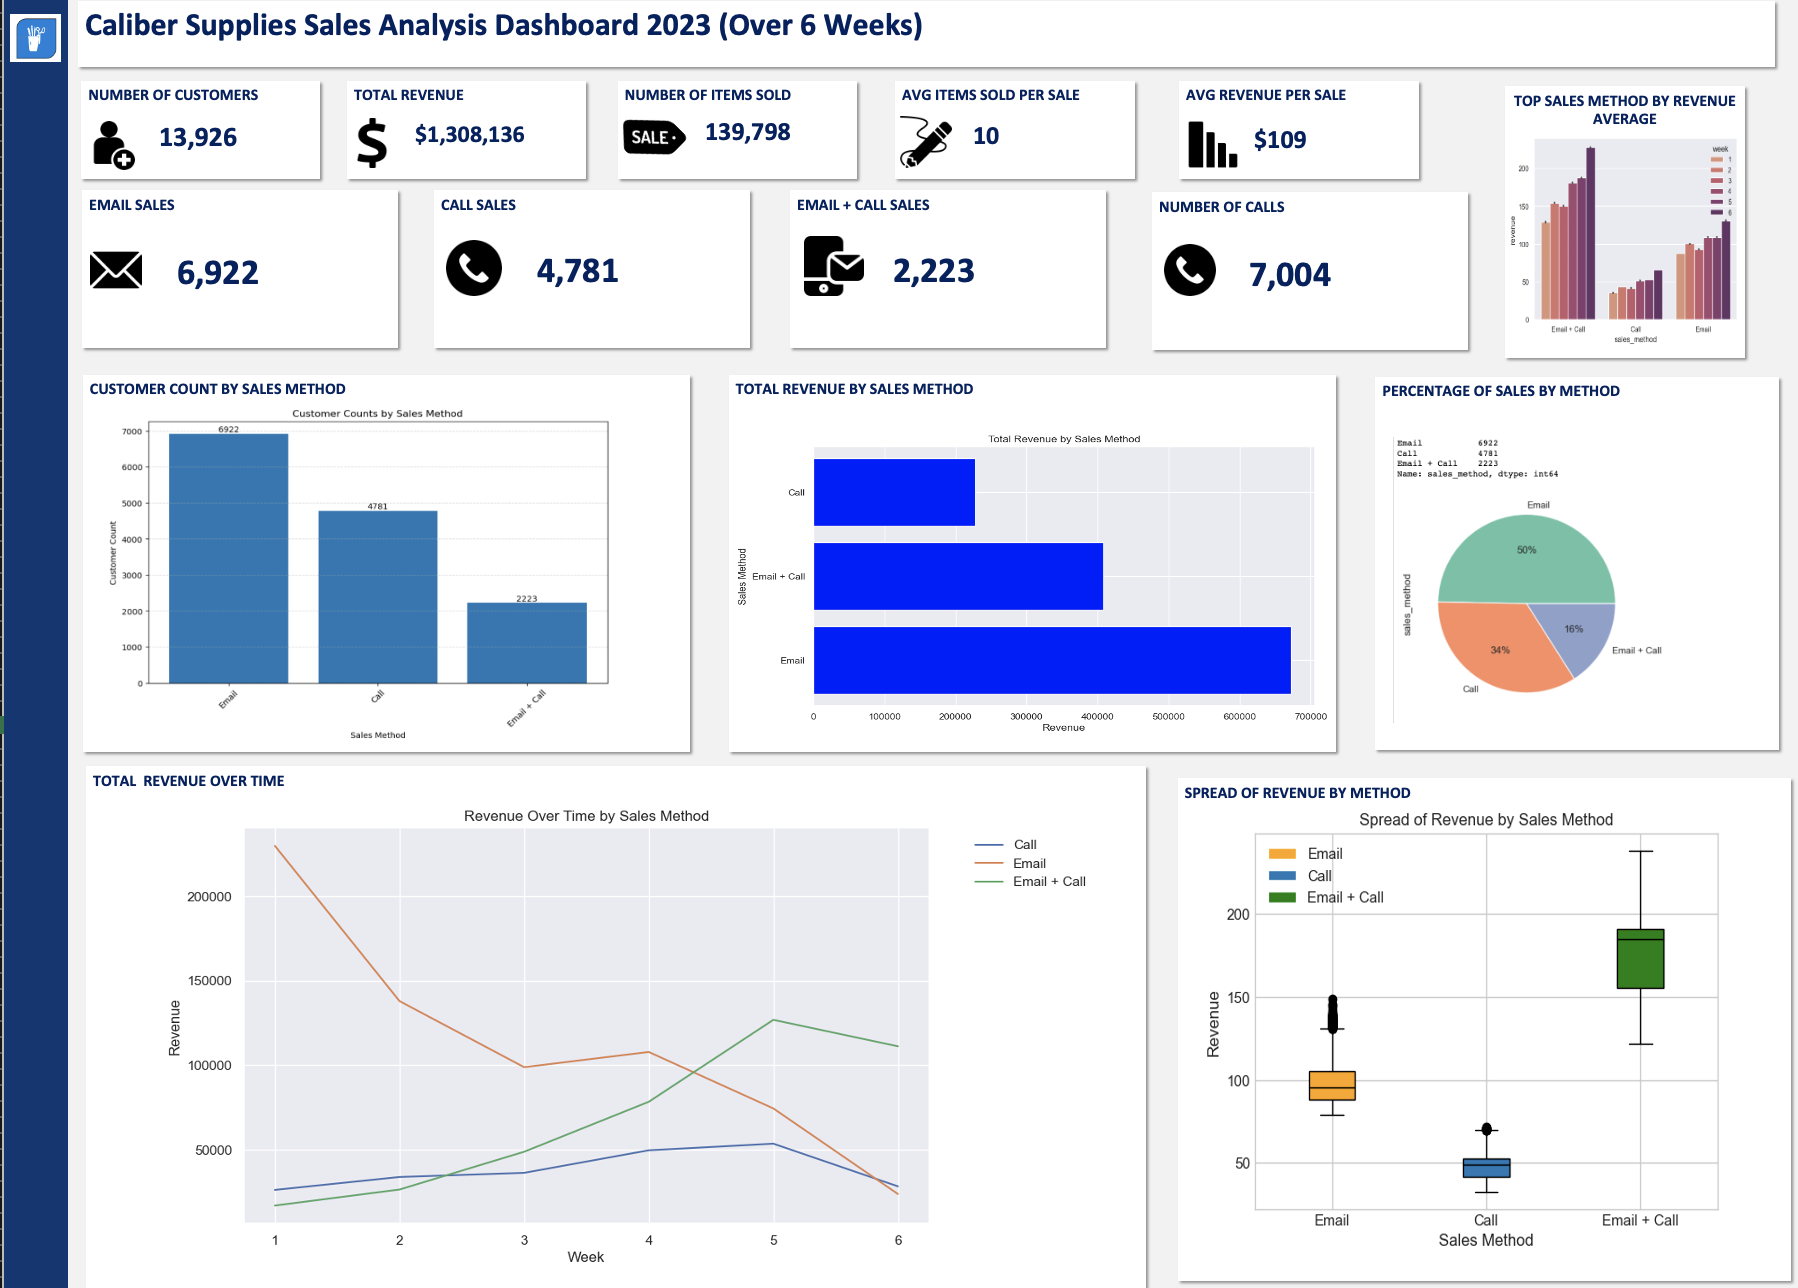 Caliber Supplies Sales Analysis Dashboard 2023 (Over 6 Weeks)
NUMBER OF CUSTOMERS
13,926
TOTAL REVENUE
$1,308,136
NUMBER OF ITEMS SOLD
SALE
139,798
AVG ITEMS SOLD PER SALE
10
AVG REVENUE PER SALE
$109
TOP SALES METHOD BY REVENUE
AVERAGE
week
1
2
3
4
5
6
200
150
100
50
0
revenue
Email + Call
Call
Email
sales_method
EMAIL SALES
6,922
CALL SALES
4,781
EMAIL + CALL SALES
2,223
NUMBER OF CALLS
7,004
CUSTOMER COUNT BY SALES METHOD
Customer Counts by Sales Method
7000
6000
5000
4000
3000
2000
1000
0
Customer Count
6922
4781
2223
Email
Call
Email + Call
Sales Method
TOTAL REVENUE BY SALES METHOD
Total Revenue by Sales Method
Sales Method
Call
Email + Call
Email
0 100000 200000 300000 400000 500000 600000 700000
Revenue
PERCENTAGE OF SALES BY METHOD
Email 6922
Call 4781
Email + Call 2223
Name: sales_method, dtype: int64
sales_method
Email
50%
34%
16%
Email + Call
Call
TOTAL REVENUE OVER TIME
Revenue Over Time by Sales Method
Call
Email
Email + Call
200000
150000
100000
50000
Revenue
1 2 3 4 5 6
Week
SPREAD OF REVENUE BY METHOD
Spread of Revenue by Sales Method
Email
Call
Email + Call
200
150
100
50
Revenue
Email Call Email + Call
Sales Method